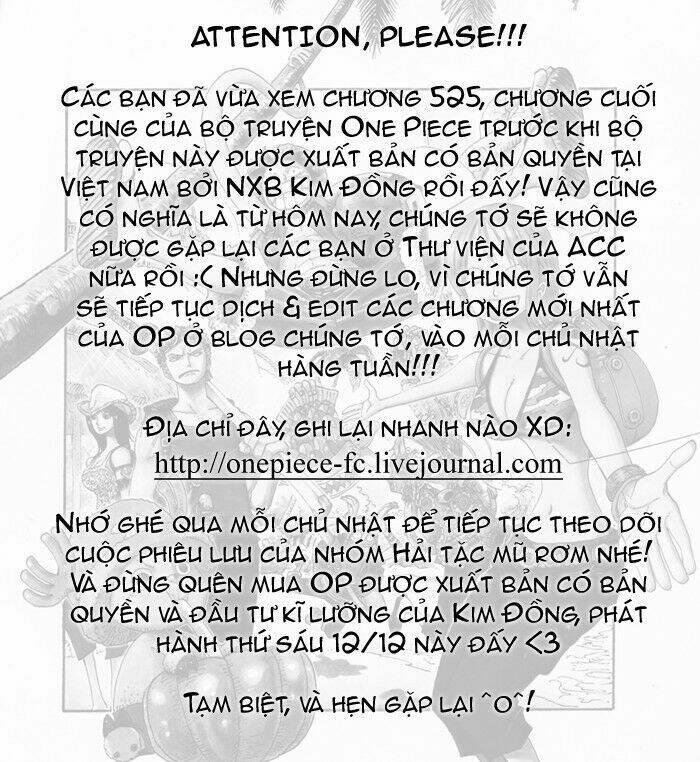 ATTENTION, PLEASE!!!
CÁC BẠN ĐÃ VỪA XEM CHƯƠNG 525, CHƯƠNG CUỐI
CÙNG CỦA BỘ TRUYỆN ONE PIECE TRƯỚC KHI BỘ
TRUYỆN NÀY ĐƯỢC XUẤT BẢN CÓ BẢN QUYỀN TẠI
VIỆT NAM BỞI NXB KIM ĐỒNG RỒI ĐẤY! VẬY CŨNG
CÓ NGHĨA LÀ TỪ HÔM NAY, CHÚNG TỚ SẼ KHÔNG
ĐƯỢC GẶP LẠI CÁC BẠN Ở THƯ VIỆN CỦA ACC
NỮA RỒI :( NHƯNG ĐỪNG LO, VÌ CHÚNG TỚ VẪN
SẼ TIẾP TỤC DỊCH & EDIT CÁC CHƯƠNG MỚI NHẤT
CỦA OP Ở BLOG CHÚNG TỚ, VÀO MỖI CHỦ NHẬT
HÀNG TUẦN!!!
ĐỊA CHỈ ĐÂY, GHI LẠI NHANH NÀO XD:
http://onepiece-fc.livejournal.com
NHỚ GHÉ QUA MỖI CHỦ NHẬT ĐỂ TIẾP TỤC THEO DÕI
CUỘC PHIÊU LƯU CỦA NHÓM HẢI TẶC MŨ RƠM NHÉ!
VÀ ĐỪNG QUÊN MUA OP ĐƯỢC XUẤT BẢN CÓ BẢN
QUYỀN VÀ ĐẦU TƯ KĨ LƯỠNG CỦA KIM ĐỒNG, PHÁT
HÀNH THỨ SÁU 12/12 NÀY ĐẤY <3
TẠM BIỆT, VÀ HẸN GẶP LẠI ^O^!